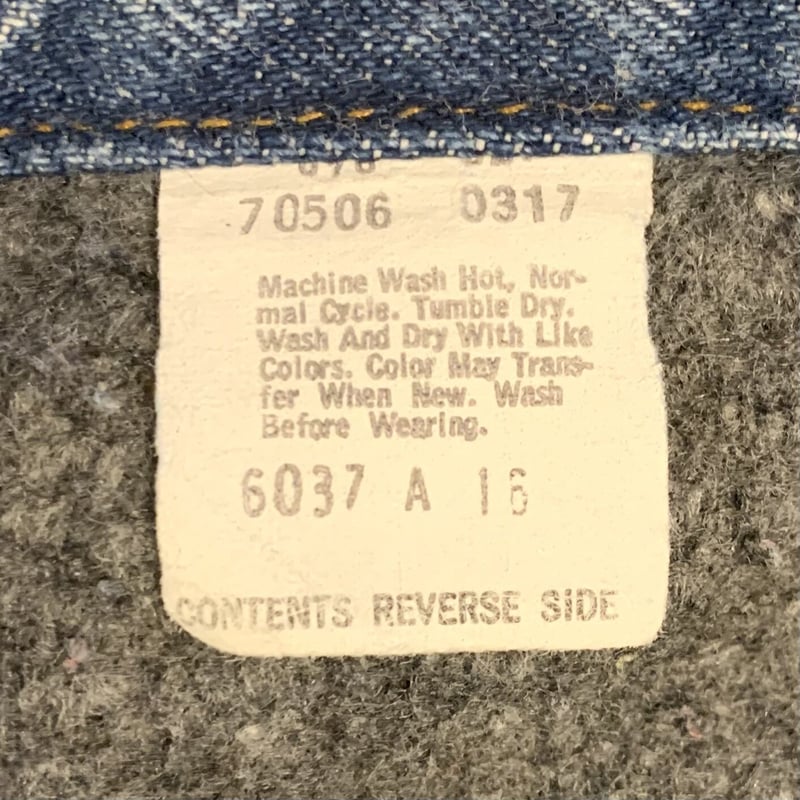 70506 0317
Machine Wash Hot, Nor-
mal Cycle. Tumble Dry.
Wash And Dry With Like
Colors. Color May Trans-
fer When New. Wash
Before Wearing.
6037 A 16
CONTENTS REVERSE SIDE